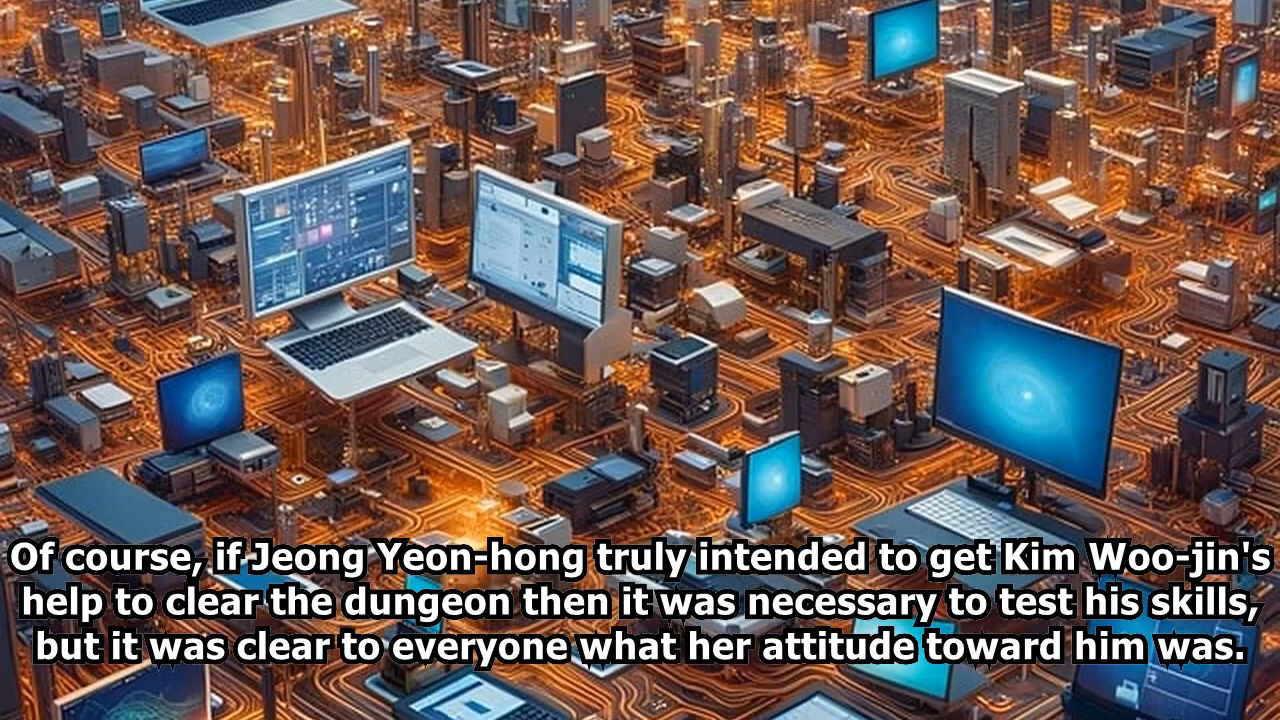 Of course, if Jeong Yeon-hong truly intended to get Kim Woo-jin's
help to clear the dungeon then it was necessary to test his skills,
but it was clear to everyone what her attitude toward him was.